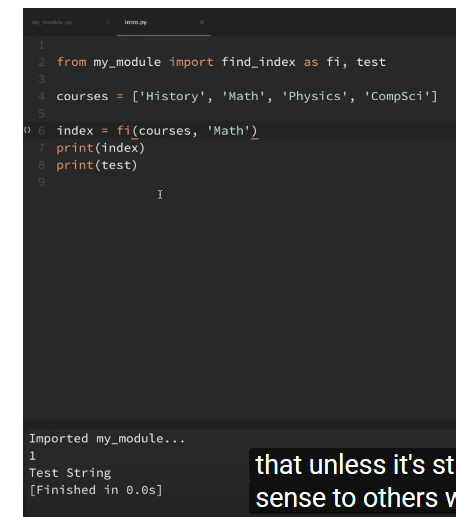 my_module.py × intro.py ×
1
2 from my_module import find_index as fi, test
3
4 courses = ['History', 'Math', 'Physics', 'CompSci']
5
6 index = fi(courses, 'Math')
7 print(index)
8 print(test)
9
Imported my_module...
1
Test String
[Finished in 0.0s]
that unless it's st
sense to others w